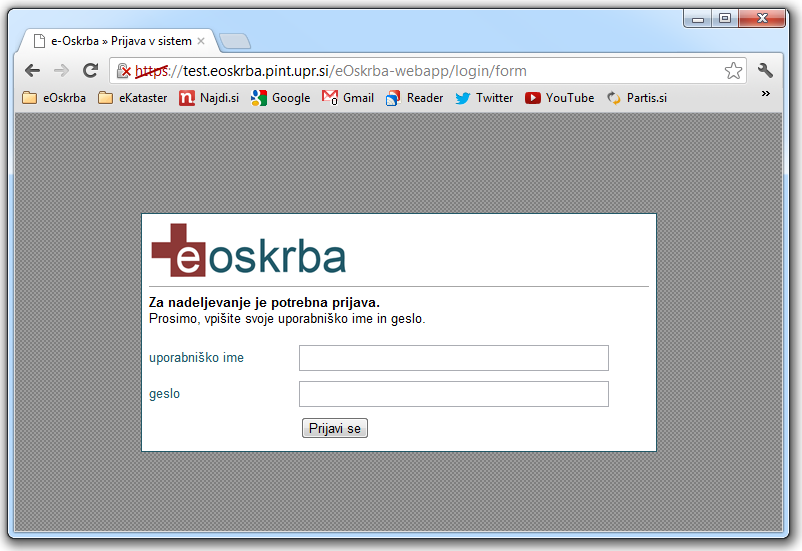 e-Oskrba » Prijava v sistem
https://test.eoskrba.pint.upr.si/eOskrba-webapp/login/form
eOskrba eKataster Najdi.si Google Gmail Reader Twitter YouTube Partis.si »
eoskrba
Za nadeljevanje je potrebna prijava.
Prosimo, vpišite svoje uporabniško ime in geslo.
uporabniško ime
geslo
Prijavi se